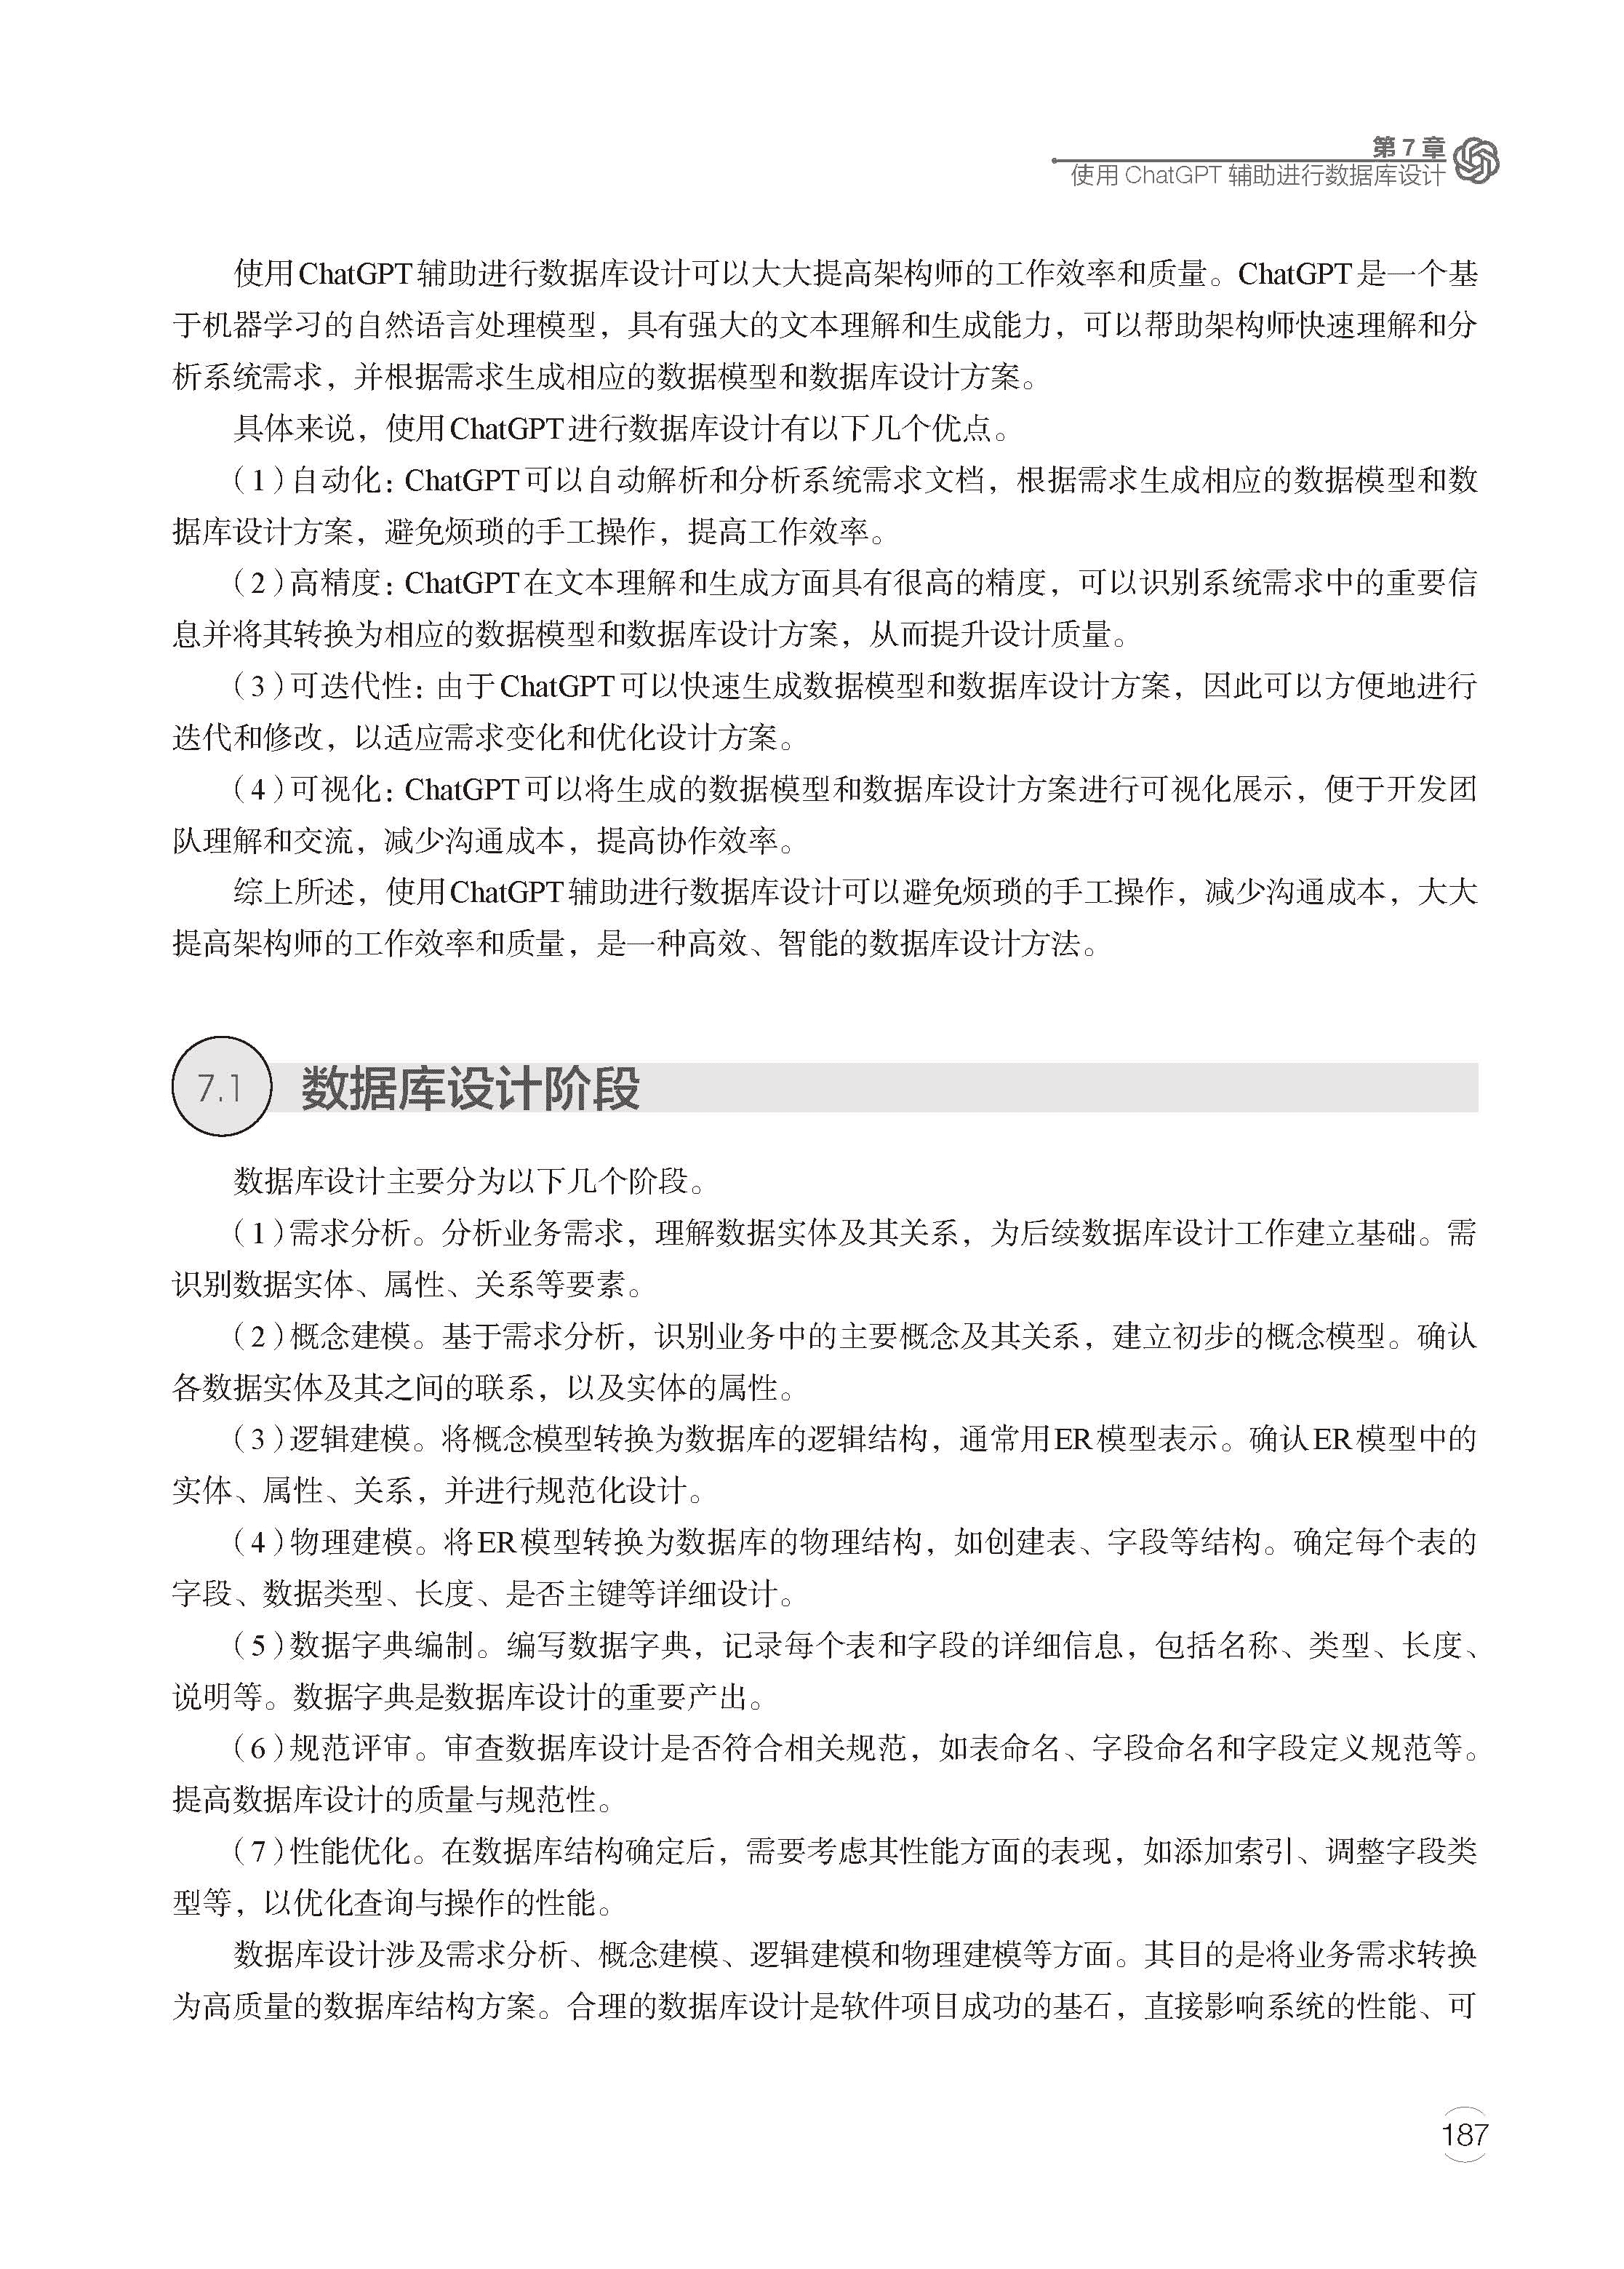 第7章
使用 ChatGPT 辅助进行数据库设计
使用ChatGPT辅助进行数据库设计可以大大提高架构师的工作效率和质量。ChatGPT是一个基
于机器学习的自然语言处理模型，具有强大的文本理解和生成能力，可以帮助架构师快速理解和分
析系统需求，并根据需求生成相应的数据模型和数据库设计方案。
具体来说，使用ChatGPT进行数据库设计有以下几个优点。
（1）自动化：ChatGPT可以自动解析和分析系统需求文档，根据需求生成相应的数据模型和数
据库设计方案，避免烦琐的手工操作，提高工作效率。
（2）高精度：ChatGPT在文本理解和生成方面具有很高的精度，可以识别系统需求中的重要信
息并将其转换为相应的数据模型和数据库设计方案，从而提升设计质量。
（3）可迭代性：由于ChatGPT可以快速生成数据模型和数据库设计方案，因此可以方便地进行
迭代和修改，以适应需求变化和优化设计方案。
（4）可视化：ChatGPT可以将生成的数据模型和数据库设计方案进行可视化展示，便于开发团
队理解和交流，减少沟通成本，提高协作效率。
综上所述，使用ChatGPT辅助进行数据库设计可以避免烦琐的手工操作，减少沟通成本，大大
提高架构师的工作效率和质量，是一种高效、智能的数据库设计方法。
7.1 数据库设计阶段
数据库设计主要分为以下几个阶段。
（1）需求分析。分析业务需求，理解数据实体及其关系，为后续数据库设计工作建立基础。需
识别数据实体、属性、关系等要素。
（2）概念建模。基于需求分析，识别业务中的主要概念及其关系，建立初步的概念模型。确认
各数据实体及其之间的联系，以及实体的属性。
（3）逻辑建模。将概念模型转换为数据库的逻辑结构，通常用ER模型表示。确认ER模型中的
实体、属性、关系，并进行规范化设计。
（4）物理建模。将ER模型转换为数据库的物理结构，如创建表、字段等结构。确定每个表的
字段、数据类型、长度、是否主键等详细设计。
（5）数据字典编制。编写数据字典，记录每个表和字段的详细信息，包括名称、类型、长度、
说明等。数据字典是数据库设计的重要产出。
（6）规范评审。审查数据库设计是否符合相关规范，如表命名、字段命名和字段定义规范等。
提高数据库设计的质量与规范性。
（7）性能优化。在数据库结构确定后，需要考虑其性能方面的表现，如添加索引、调整字段类
型等，以优化查询与操作的性能。
数据库设计涉及需求分析、概念建模、逻辑建模和物理建模等方面。其目的是将业务需求转换
为高质量的数据库结构方案。合理的数据库设计是软件项目成功的基石，直接影响系统的性能、可
187